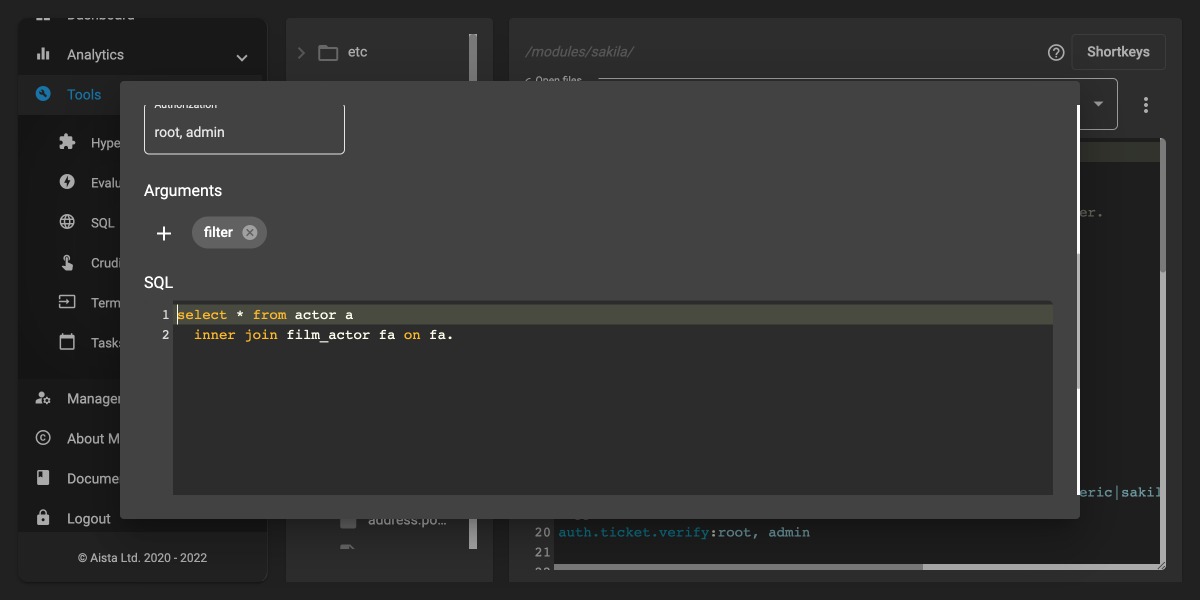 Dashboard
Analytics
Tools
Hype
Evalu
SQL
Crudi
Term
Tasks
Manager
About M
Docume
Logout
© Aista Ltd. 2020 - 2022
etc
address.po...
/modules/sakila/
Shortkeys
Open files
Authorization
root, admin
Arguments
filter
SQL
1 select * from actor a
2 inner join film_actor fa on fa.
er.
eric|sakil
20 auth.ticket.verify:root, admin
21